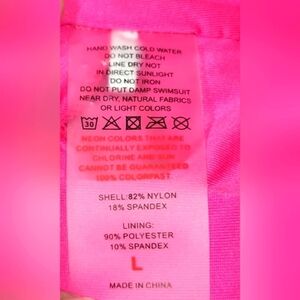 HAND WASH COLD WATER
DO NOT BLEACH
LINE DRY NOT
IN DIRECT SUNLIGHT
DO NOT IRON
DO NOT PUT DAMP SWIMSUIT
NEAR DRY, NATURAL FABRICS
OR LIGHT COLORS
30
NEON COLORS THAT ARE
CONTINUALLY EXPOSED TO
CHLORINE AND SUN
CANNOT BE GUARANTEED
100% COLORFAST.
SHELL: 82% NYLON
18% SPANDEX
LINING:
90% POLYESTER
10% SPANDEX
L
MADE IN CHINA